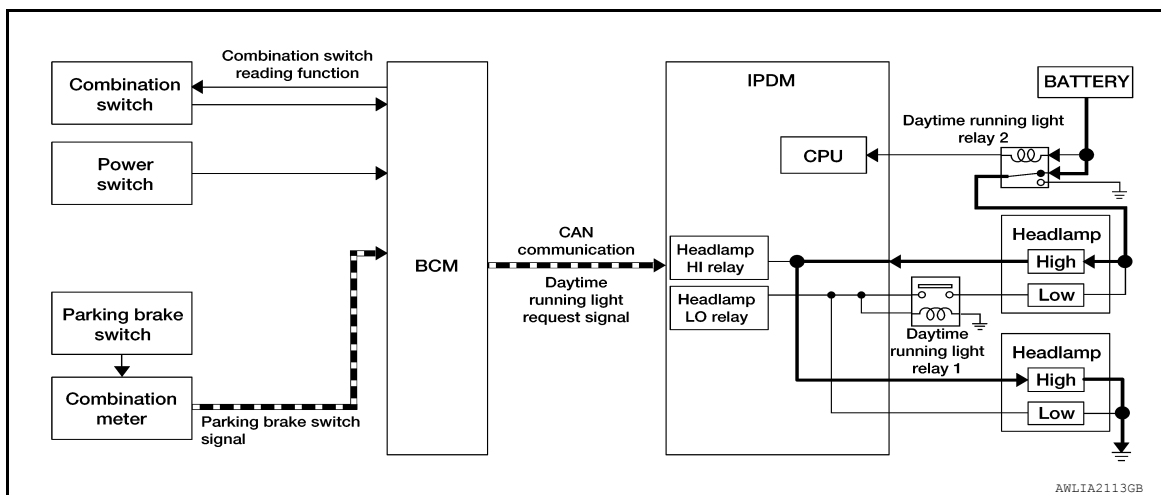 Combination switch
reading function
Combination
switch
Power
switch
Parking brake
switch
Combination
meter
Parking brake switch
signal
BCM
CAN
communication
Daytime
running light
request signal
IPDM
CPU
Headlamp
HI relay
Headlamp
LO relay
BATTERY
Daytime running light
relay 2
Headlamp
High
Low
Daytime
running light
relay 1
Headlamp
High
Low
AWLIA2113GB